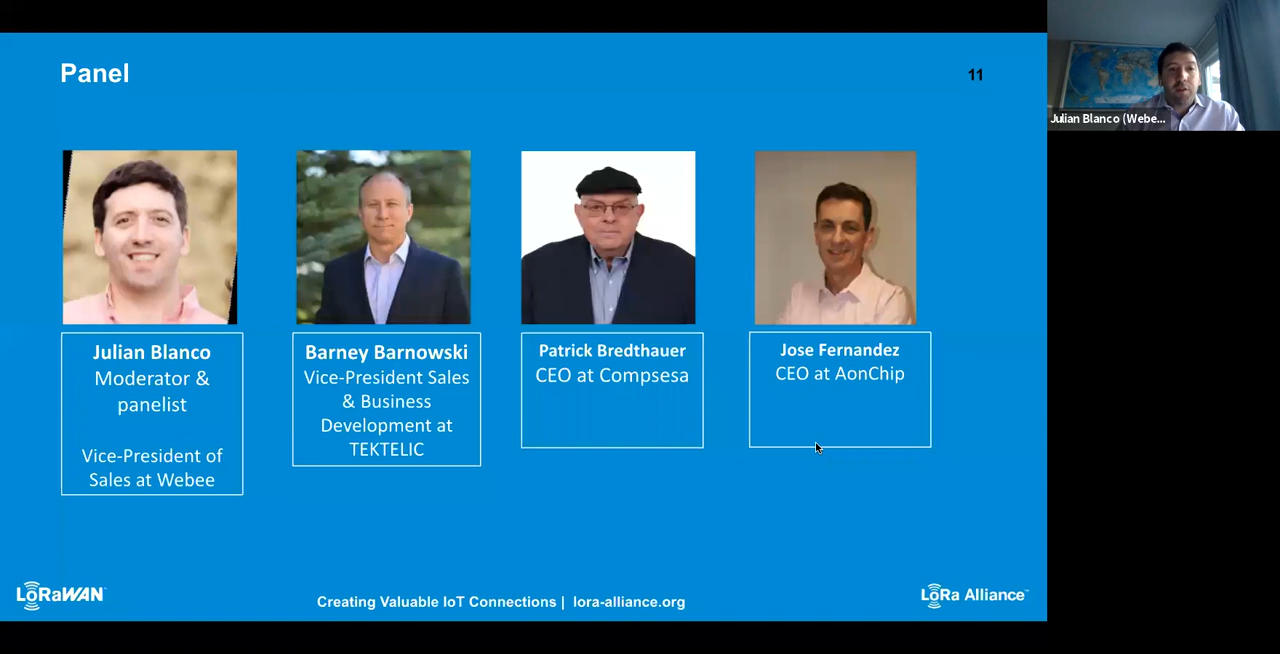 Panel
11
Julian Blanco (Webe...
Julian Blanco
Moderator &
panelist
Vice-President of
Sales at Webee
Barney Barnowski
Vice-President Sales
& Business
Development at
TEKTELIC
Patrick Bredthauer
CEO at Compsesa
Jose Fernandez
CEO at AonChip
LoRaWAN™
Creating Valuable IoT Connections | lora-alliance.org
LoRa Alliance™